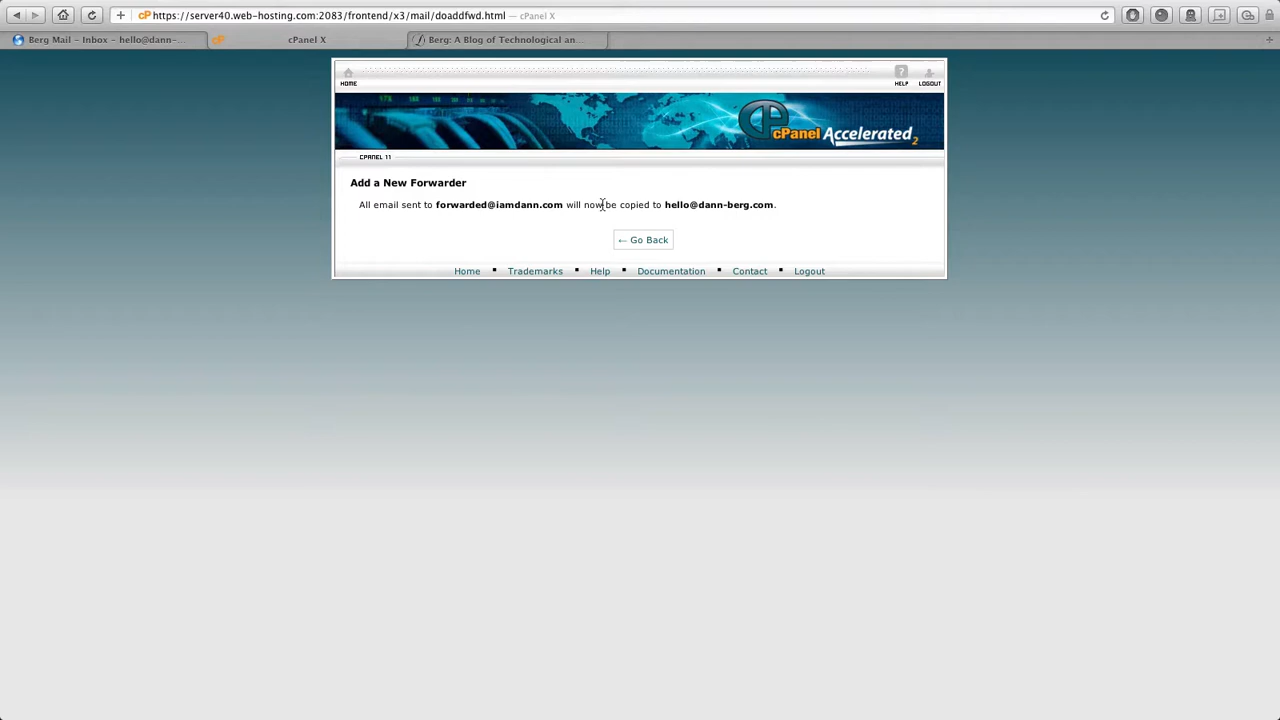 https://server40.web-hosting.com:2083/frontend/x3/mail/doaddfwd.html — cPanel X
Berg Mail – Inbox – hello@dann-...
cPanel X
Berg: A Blog of Technological an...
HOME
HELP
LOGOUT
cPanel Accelerated 2
CPANEL 11
Add a New Forwarder
All email sent to forwarded@iamdann.com will now be copied to hello@dann-berg.com.
← Go Back
Home ▪ Trademarks ▪ Help ▪ Documentation ▪ Contact ▪ Logout